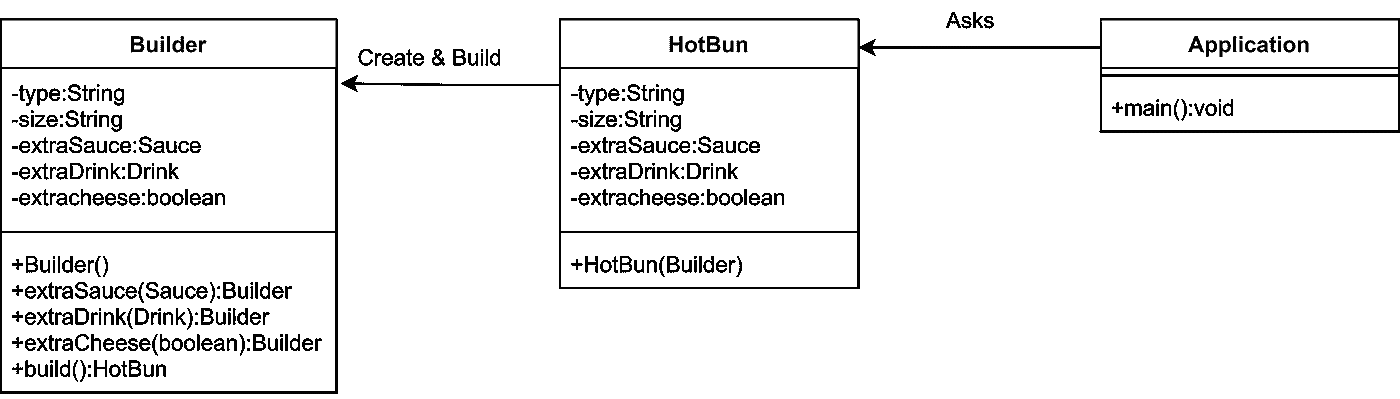 Builder
-type:String
-size:String
-extraSauce:Sauce
-extraDrink:Drink
-extracheese:boolean
+Builder()
+extraSauce(Sauce):Builder
+extraDrink(Drink):Builder
+extraCheese(boolean):Builder
+build():HotBun
Create & Build
HotBun
-type:String
-size:String
-extraSauce:Sauce
-extraDrink:Drink
-extracheese:boolean
+HotBun(Builder)
Asks
Application
+main():void